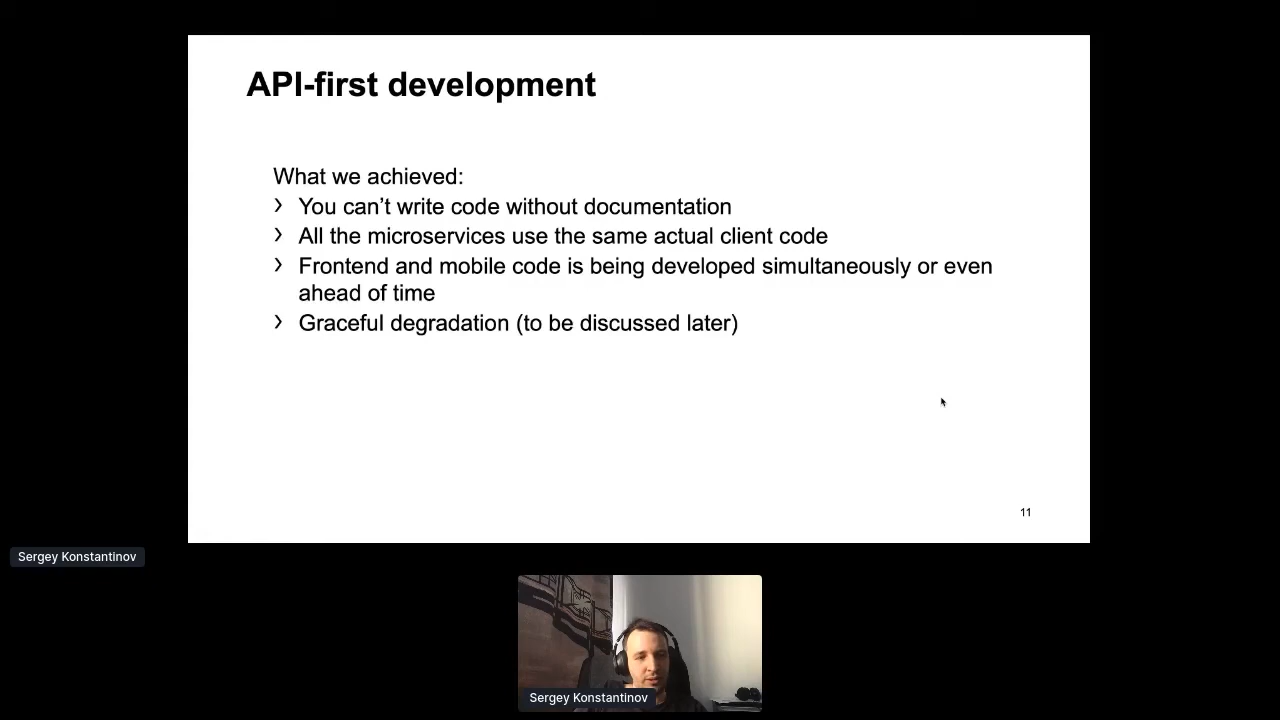 API-first development
What we achieved:
› You can’t write code without documentation
› All the microservices use the same actual client code
› Frontend and mobile code is being developed simultaneously or even
ahead of time
› Graceful degradation (to be discussed later)
11
Sergey Konstantinov
Sergey Konstantinov